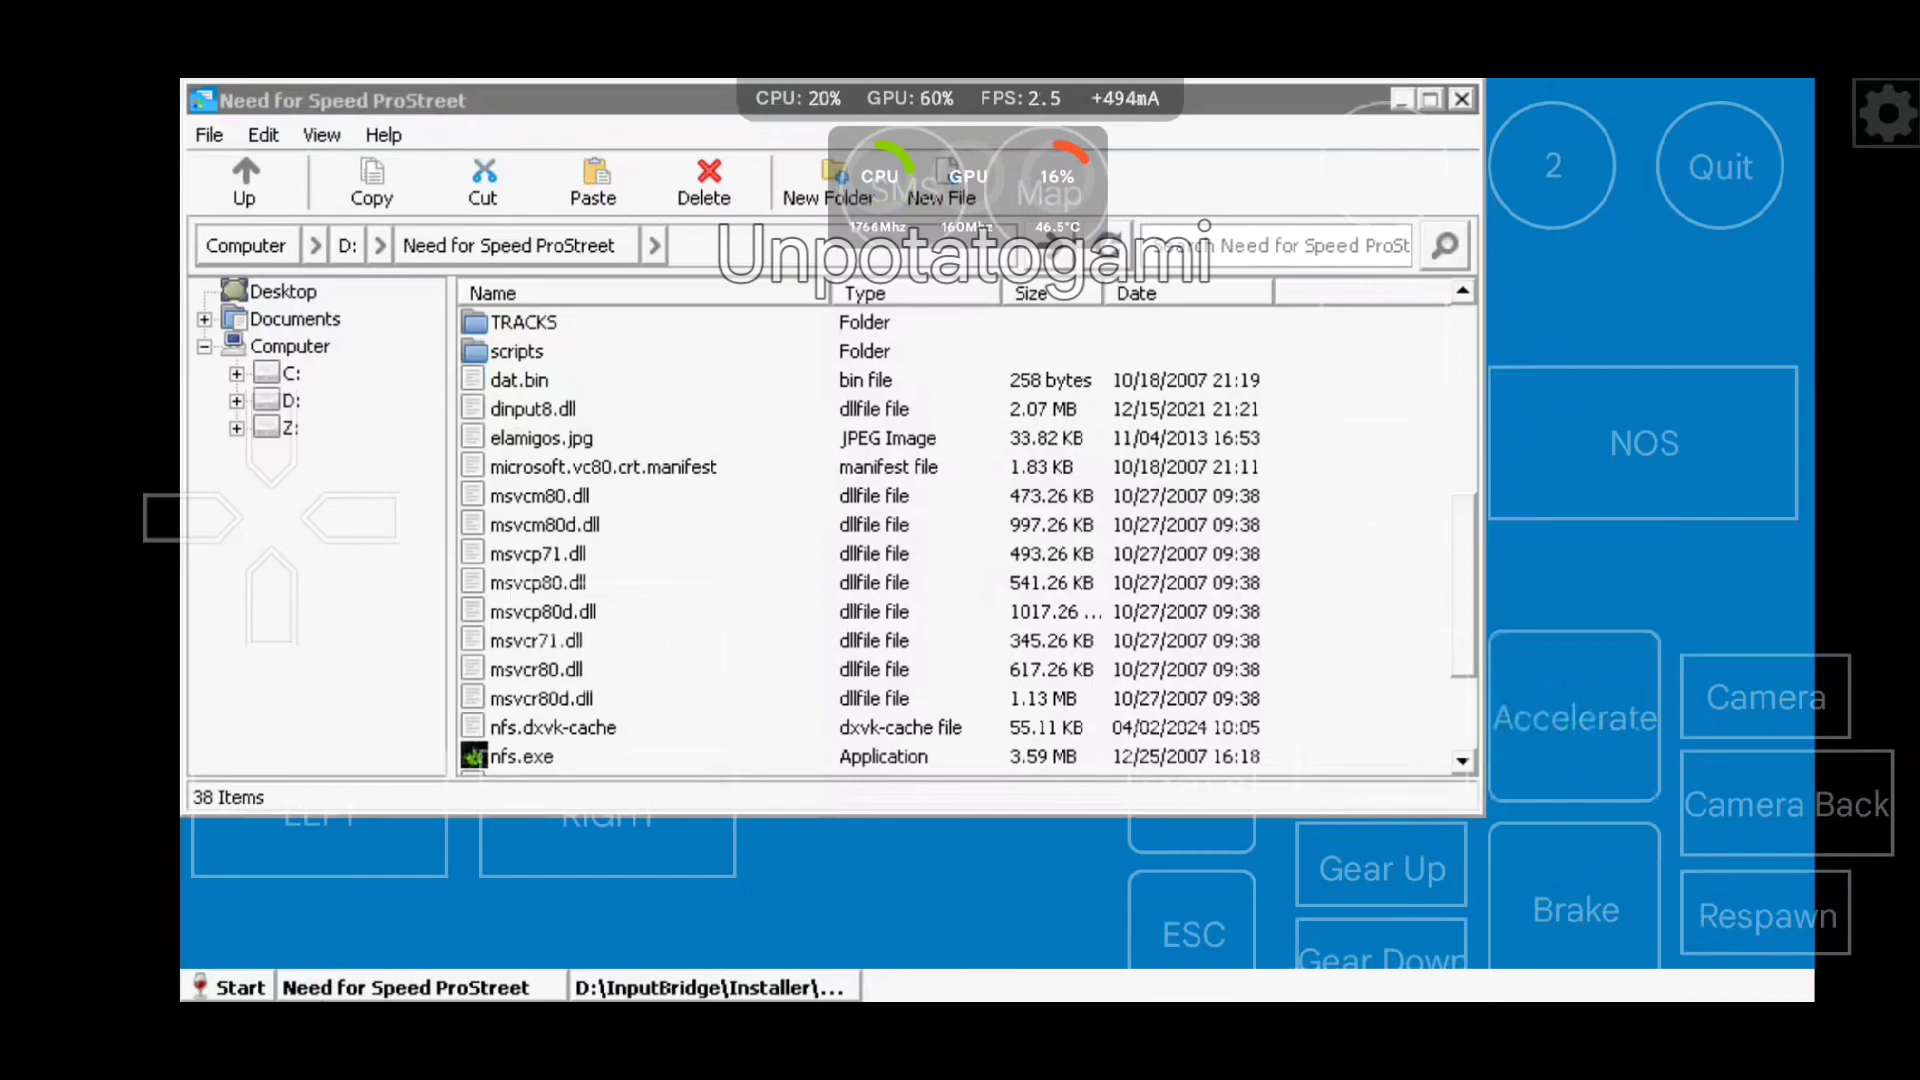 Need for Speed ProStreet
CPU: 20% GPU: 60% FPS: 2.5 +494mA
File Edit View Help
Up Copy Cut Paste Delete New Folder New File
CPU GPU 16%
SMS Map
1766Mhz 160MHz 46.5°C
2 Quit
Computer D: Need for Speed ProStreet
Search Need for Speed ProSt
Unpotatogami
Desktop
Documents
Computer
C:
D:
Z:
Name Type Size Date
TRACKS Folder
scripts Folder
dat.bin bin file 258 bytes 10/18/2007 21:19
dinput8.dll dllfile file 2.07 MB 12/15/2021 21:21
elamigos.jpg JPEG Image 33.82 KB 11/04/2013 16:53
microsoft.vc80.crt.manifest manifest file 1.83 KB 10/18/2007 21:11
msvcm80.dll dllfile file 473.26 KB 10/27/2007 09:38
msvcm80d.dll dllfile file 997.26 KB 10/27/2007 09:38
msvcp71.dll dllfile file 493.26 KB 10/27/2007 09:38
msvcp80.dll dllfile file 541.26 KB 10/27/2007 09:38
msvcp80d.dll dllfile file 1017.26 ... 10/27/2007 09:38
msvcr71.dll dllfile file 345.26 KB 10/27/2007 09:38
msvcr80.dll dllfile file 617.26 KB 10/27/2007 09:38
msvcr80d.dll dllfile file 1.13 MB 10/27/2007 09:38
nfs.dxvk-cache dxvk-cache file 55.11 KB 04/02/2024 10:05
nfs.exe Application 3.59 MB 12/25/2007 16:18
38 Items
NOS
Accelerate
Camera
Camera Back
LEFT RIGHT
Gear Up
Brake
Respawn
ESC
Gear Down
Start Need for Speed ProStreet D:\InputBridge\Installer\...